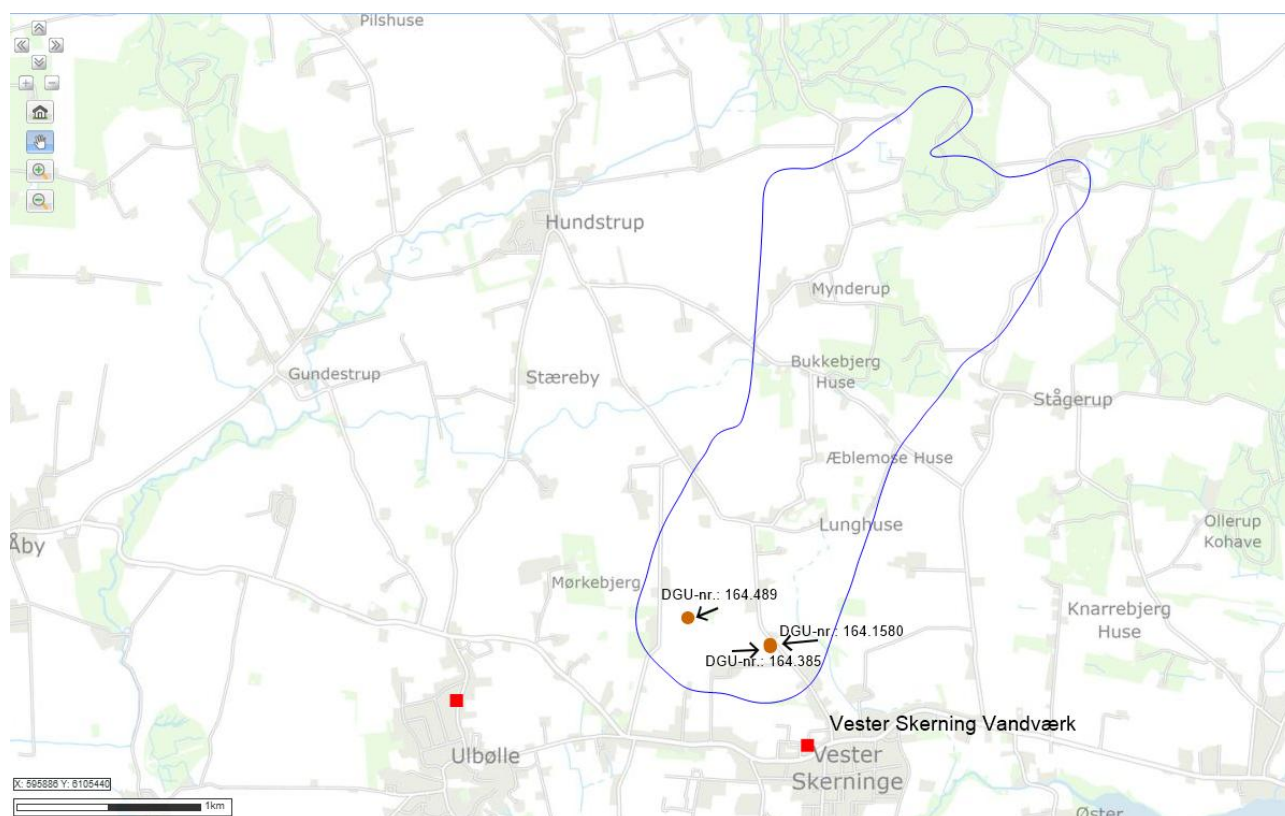 Pilshuse
Hundstrup
Mynderup
Bukkebjerg
Huse
Gundestrup
Stæreby
Stågerup
Æblemose Huse
Lunghuse
Ollerup
Kohave
Åby
Mørkebjerg
DGU-nr.: 164.489
Knarrebjerg
Huse
DGU-nr.: 164.1580
DGU-nr.: 164.385
Vester Skerning Vandværk
Ulbølle
Vester
Skerninge
X: 595886 Y: 6105440
1km
Øster